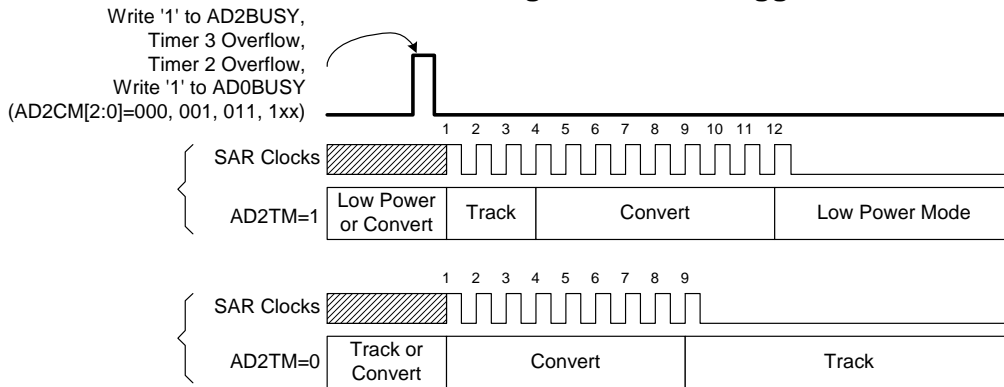 Write '1' to AD2BUSY,
Timer 3 Overflow,
Timer 2 Overflow,
Write '1' to AD0BUSY
(AD2CM[2:0]=000, 001, 011, 1xx)
1 2 3 4 5 6 7 8 9 10 11 12
SAR Clocks
AD2TM=1
Low Power
or Convert
Track
Convert
Low Power Mode
1 2 3 4 5 6 7 8 9
SAR Clocks
AD2TM=0
Track or
Convert
Convert
Track